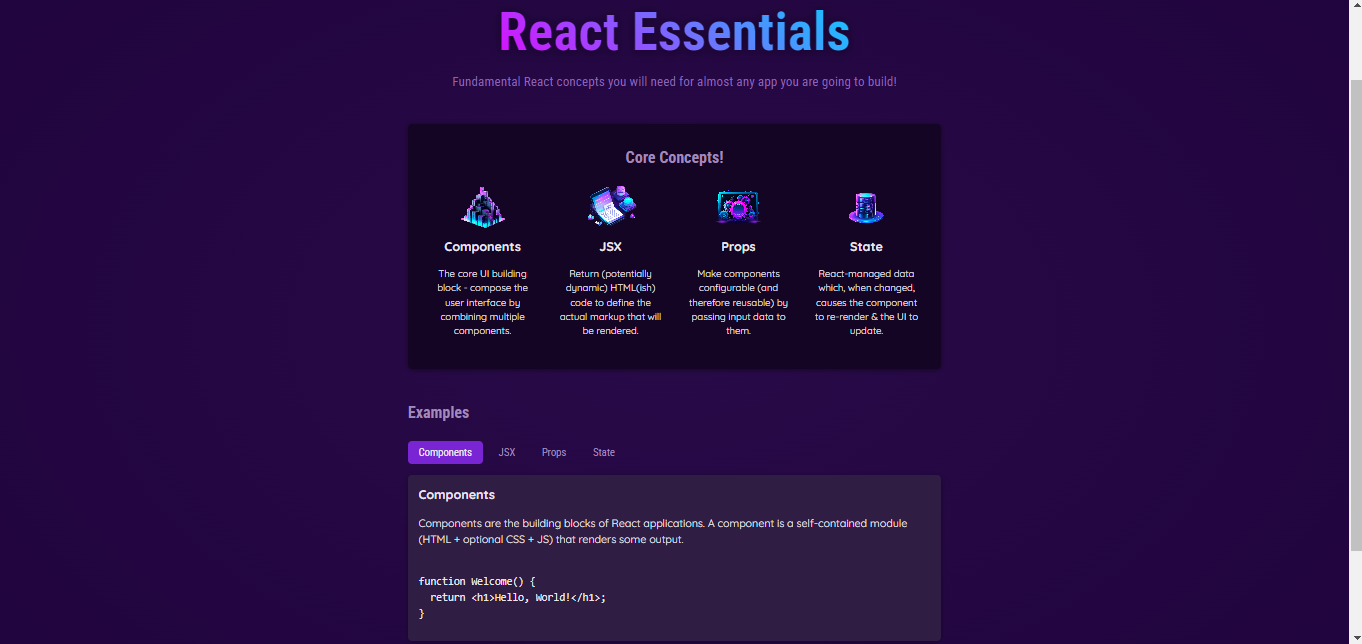 React Essentials
Fundamental React concepts you will need for almost any app you are going to build!
Core Concepts!
Components
The core UI building
block - compose the
user interface by
combining multiple
components.
JSX
Return (potentially
dynamic) HTML(ish)
code to define the
actual markup that will
be rendered.
Props
Make components
configurable (and
therefore reusable) by
passing input data to
them.
State
React-managed data
which, when changed,
causes the component
to re-render & the UI to
update.
Examples
Components JSX Props State
Components
Components are the building blocks of React applications. A component is a self-contained module
(HTML + optional CSS + JS) that renders some output.
function Welcome() {
  return <h1>Hello, World!</h1>;
}